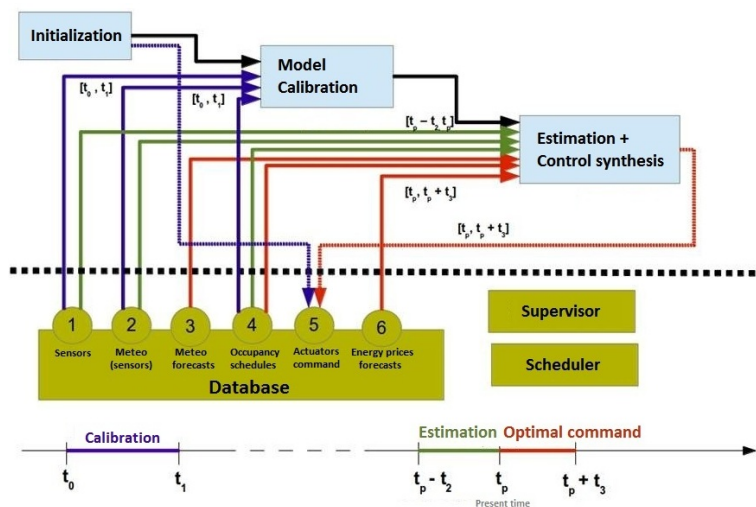 Initialization
Model
Calibration
[t₀ , t₁]
[t₀ , t₁]
[tₚ – t₂, tₚ]
Estimation +
Control synthesis
[tₚ, tₚ + t₃]
[tₚ, tₚ + t₃]
1
2
3
4
5
6
Sensors
Meteo
(sensors)
Meteo
forecasts
Occupancy
schedules
Actuators
command
Energy prices
forecasts
Database
Supervisor
Scheduler
Calibration
Estimation
Optimal command
t₀
t₁
tₚ - t₂
tₚ
tₚ + t₃
Present time